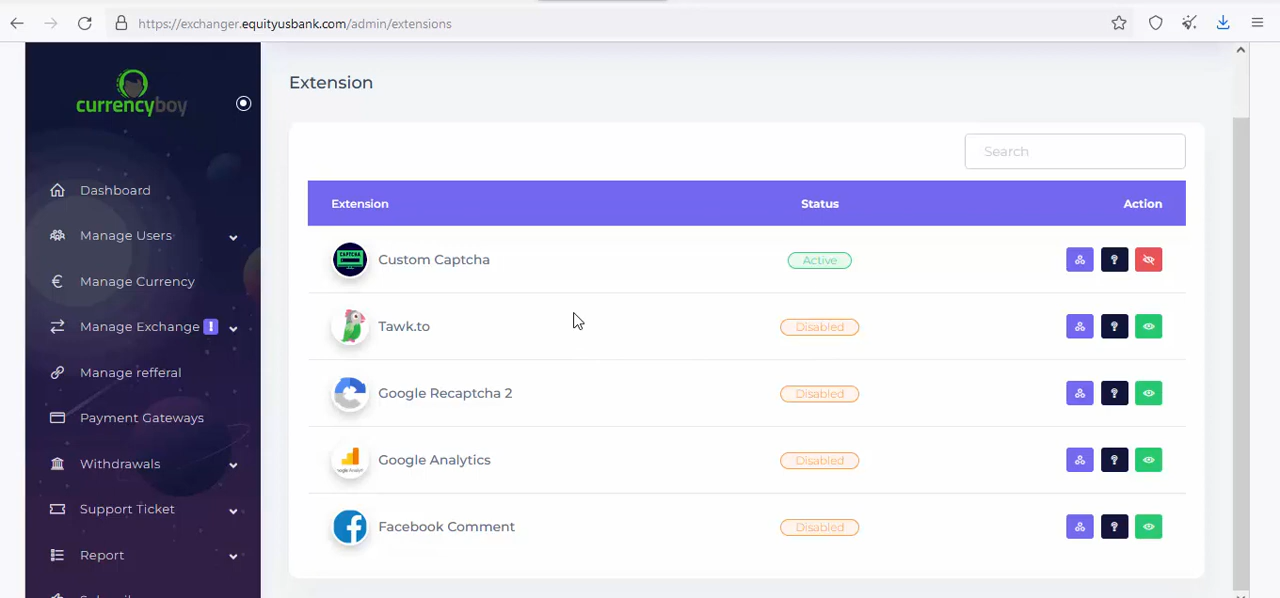 https://exchanger.equityusbank.com/admin/extensions
currencyboy
Extension
Search
Dashboard
Extension Status Action
Manage Users
Custom Captcha Active
Manage Currency
Manage Exchange
Tawk.to Disabled
Manage refferal
Google Recaptcha 2 Disabled
Payment Gateways
Withdrawals
Google Analytics Disabled
Support Ticket
Facebook Comment Disabled
Report